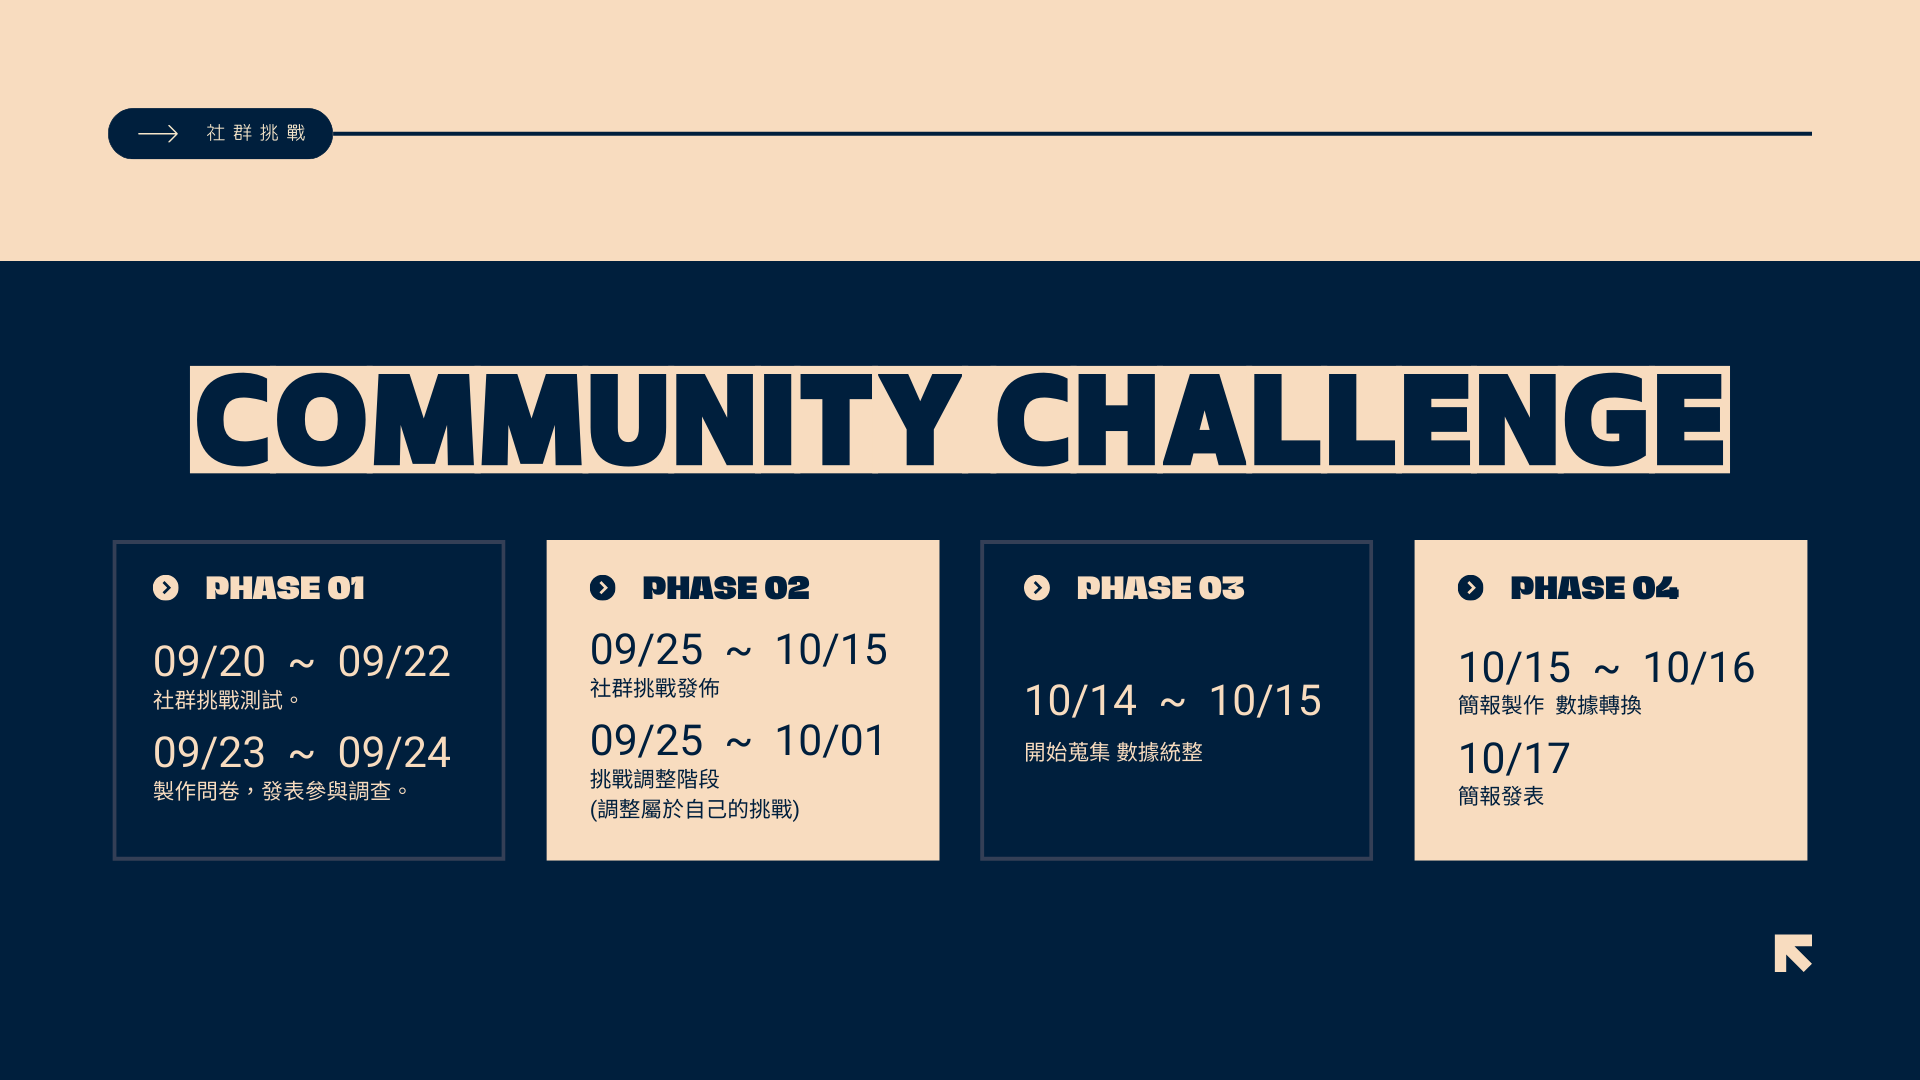 社群挑戰
COMMUNITY CHALLENGE
PHASE 01
09/20 ~ 09/22
社群挑戰測試。
09/23 ~ 09/24
製作問卷，發表參與調查。
PHASE 02
09/25 ~ 10/15
社群挑戰發佈
09/25 ~ 10/01
挑戰調整階段
(調整屬於自己的挑戰)
PHASE 03
10/14 ~ 10/15
開始蒐集 數據統整
PHASE 04
10/15 ~ 10/16
簡報製作 數據轉換
10/17
簡報發表